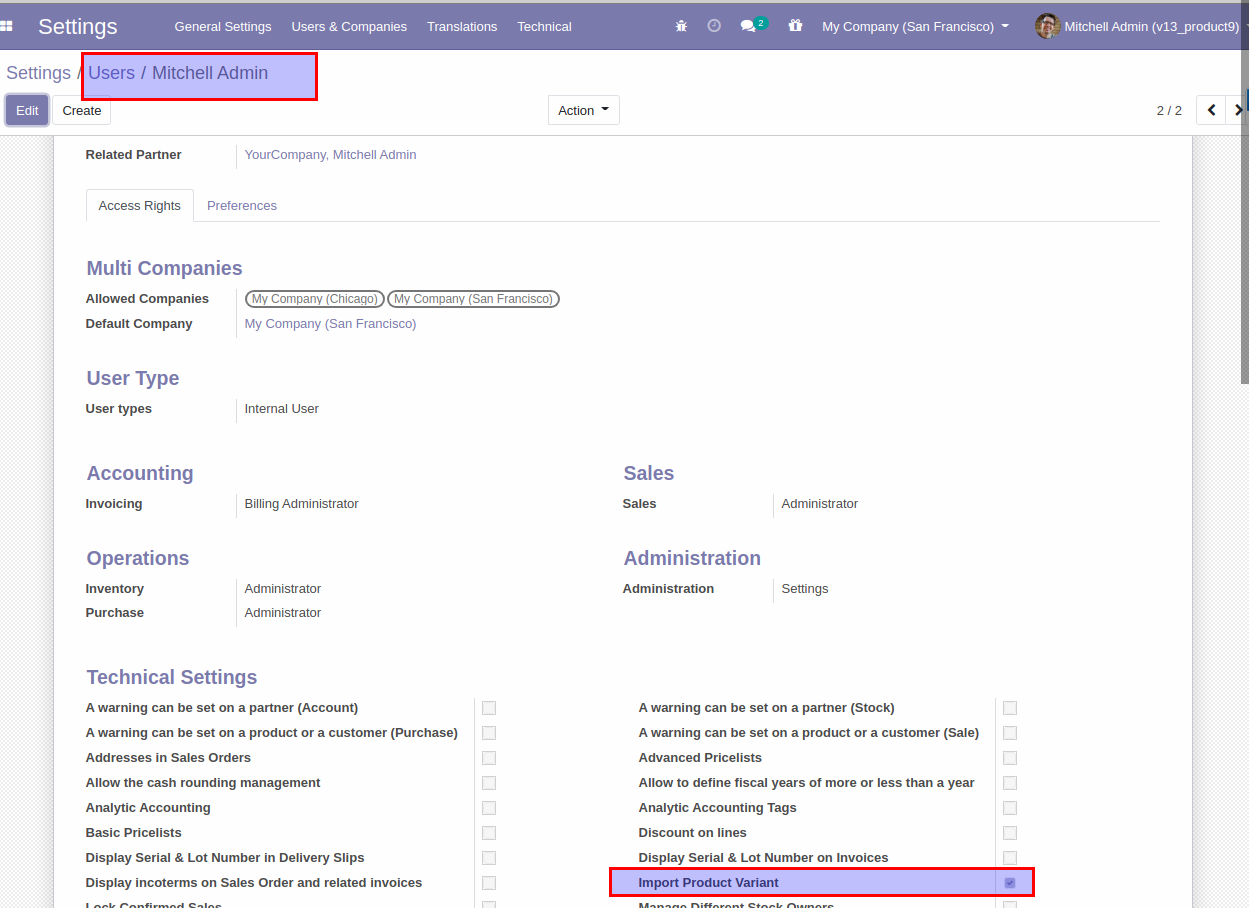 Settings General Settings Users & Companies Translations Technical 2 My Company (San Francisco) Mitchell Admin (v13_product9)
Settings / Users / Mitchell Admin
Edit Create Action 2 / 2
Related Partner YourCompany, Mitchell Admin
Access Rights Preferences
Multi Companies
Allowed Companies My Company (Chicago) My Company (San Francisco)
Default Company My Company (San Francisco)
User Type
User types Internal User
Accounting Sales
Invoicing Billing Administrator Sales Administrator
Operations Administration
Inventory Administrator Administration Settings
Purchase Administrator
Technical Settings
A warning can be set on a partner (Account) A warning can be set on a partner (Stock)
A warning can be set on a product or a customer (Purchase) A warning can be set on a product or a customer (Sale)
Addresses in Sales Orders Advanced Pricelists
Allow the cash rounding management Allow to define fiscal years of more or less than a year
Analytic Accounting Analytic Accounting Tags
Basic Pricelists Discount on lines
Display Serial & Lot Number in Delivery Slips Display Serial & Lot Number on Invoices
Display incoterms on Sales Order and related invoices Import Product Variant
Lock Confirmed Sales Manage Different Stock Owners